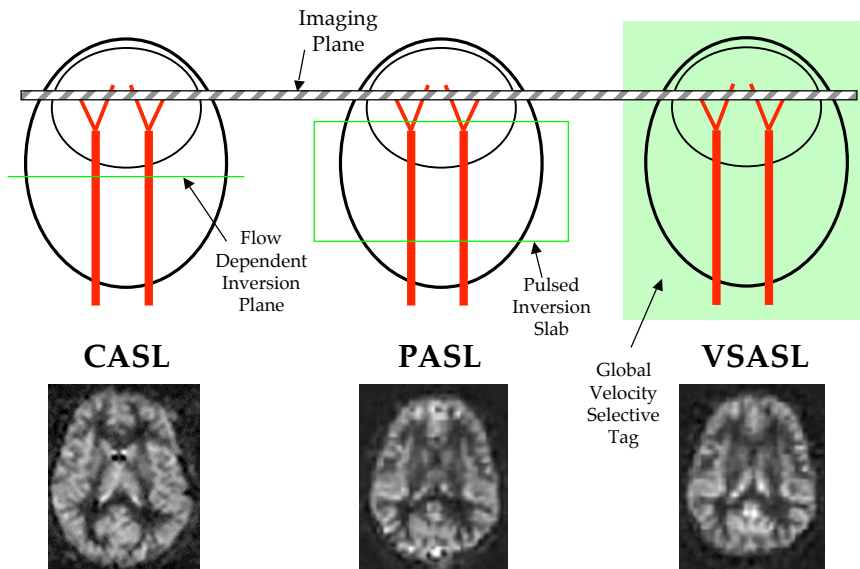 Imaging
Plane
Flow
Dependent
Inversion
Plane
Pulsed
Inversion
Slab
CASL
PASL
VSASL
Global
Velocity
Selective
Tag